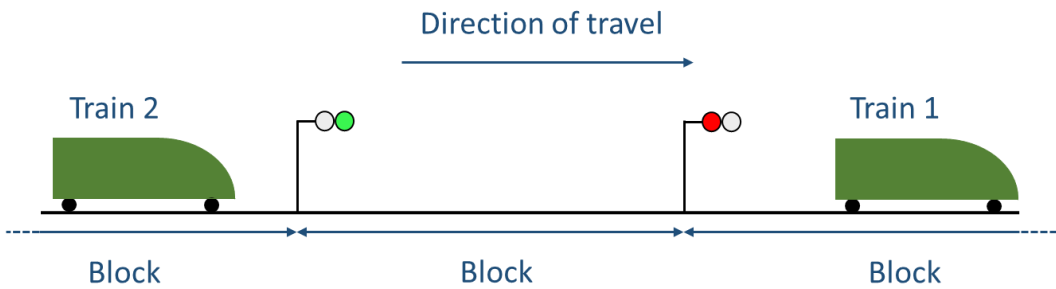 Direction of travel
Train 2
Train 1
Block
Block
Block